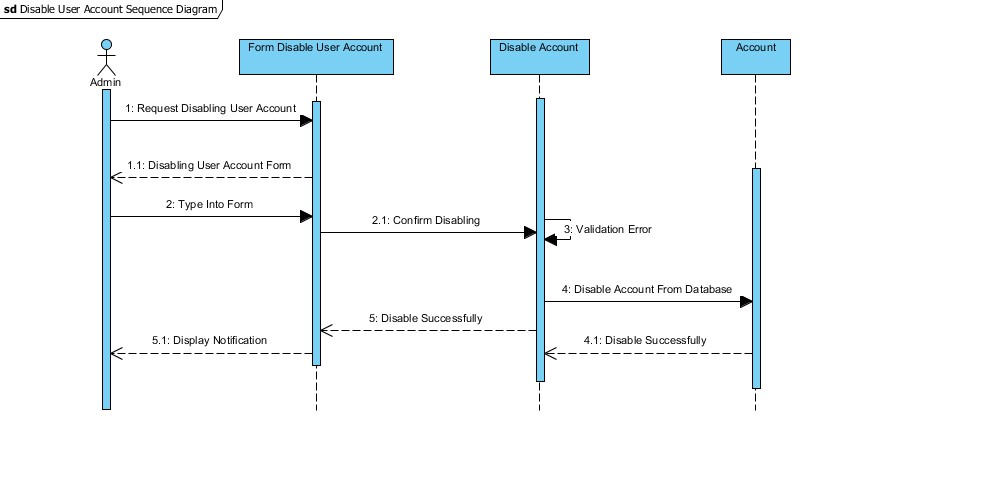 sd Disable User Account Sequence Diagram
Form Disable User Account
Disable Account
Account
Admin
1: Request Disabling User Account
1.1: Disabling User Account Form
2: Type Into Form
2.1: Confirm Disabling
3: Validation Error
4: Disable Account From Database
5: Disable Successfully
5.1: Display Notification
4.1: Disable Successfully